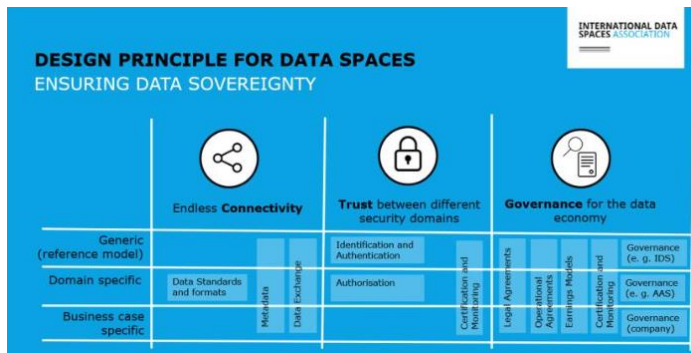 INTERNATIONAL DATA
SPACES ASSOCIATION
DESIGN PRINCIPLE FOR DATA SPACES
ENSURING DATA SOVEREIGNTY
Endless Connectivity
Trust between different
security domains
Governance for the data
economy
Generic
(reference model)
Identification and
Authentication
Governance
(e. g. IDS)
Domain specific
Data Standards
and formats
Authorisation
Governance
(e. g. AAS)
Business case
specific
Governance
(company)
Metadata
Data Exchange
Certification and
Monitoring
Legal Agreements
Operational
Agreements
Earnings Models
Certification and
Monitoring